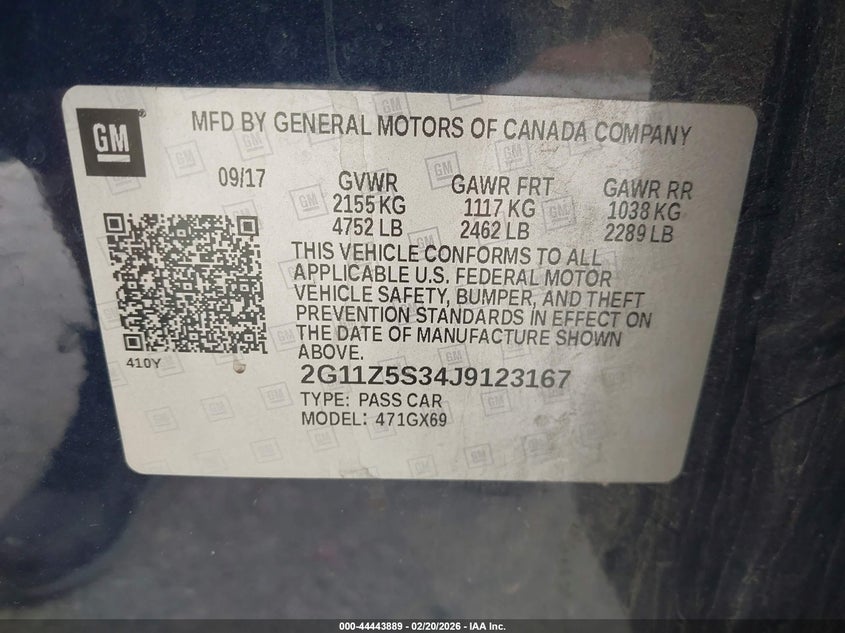 GM
MFD BY GENERAL MOTORS OF CANADA COMPANY
09/17
GVWR
2155 KG
4752 LB
GAWR FRT
1117 KG
2462 LB
GAWR RR
1038 KG
2289 LB
THIS VEHICLE CONFORMS TO ALL
APPLICABLE U.S. FEDERAL MOTOR
VEHICLE SAFETY, BUMPER, AND THEFT
PREVENTION STANDARDS IN EFFECT ON
THE DATE OF MANUFACTURE SHOWN
ABOVE.
410Y
2G11Z5S34J9123167
TYPE: PASS CAR
MODEL: 471GX69
000-44443889 - 02/20/2026 - IAA Inc.